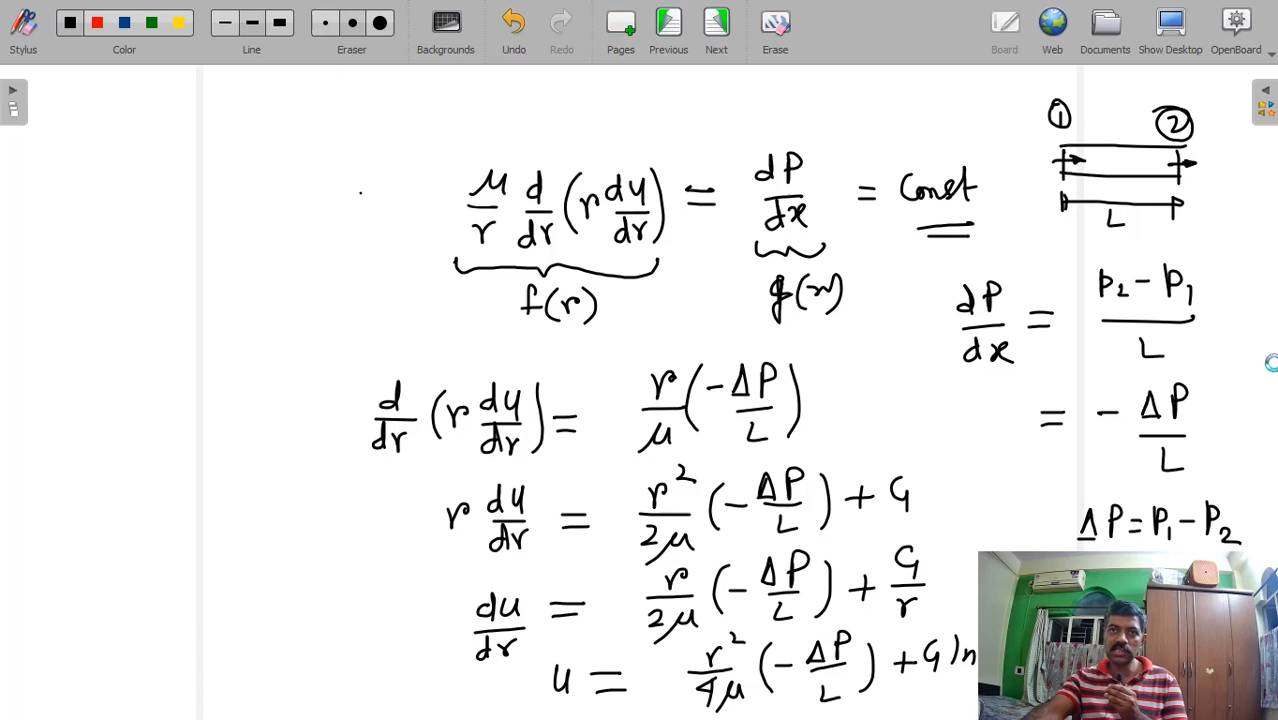 Stylus Color Line Eraser Backgrounds Undo Redo Pages Previous Next Erase Board Web Documents Show Desktop OpenBoard
① ②
μ/r d/dr (r du/dr) = dP/dx = Const
L
f(r) g(x)
dP/dx = P₂ - P₁/L
d/dr (r du/dr) = r/μ (-ΔP/L)
= - ΔP/L
r du/dr = r²/2μ (-ΔP/L) + C₁
ΔP = P₁ - P₂
du/dr = r/2μ (-ΔP/L) + C₁/r
u = r²/4μ (-ΔP/L) + C₁ ln